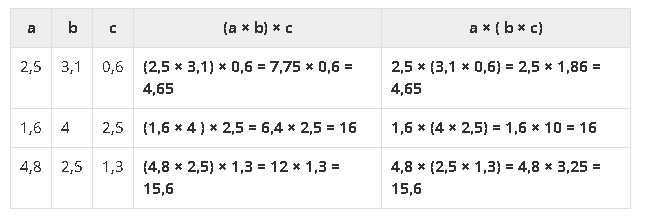 a b c (a × b) × c a × ( b × c)
2,5 3,1 0,6 (2,5 × 3,1) × 0,6 = 7,75 × 0,6 = 2,5 × (3,1 × 0,6) = 2,5 × 1,86 =
4,65 4,65
1,6 4 2,5 (1,6 × 4 ) × 2,5 = 6,4 × 2,5 = 16 1,6 × (4 × 2,5) = 1,6 × 10 = 16
4,8 2,5 1,3 (4,8 × 2,5) × 1,3 = 12 × 1,3 = 4,8 × (2,5 × 1,3) = 4,8 × 3,25 =
15,6 15,6